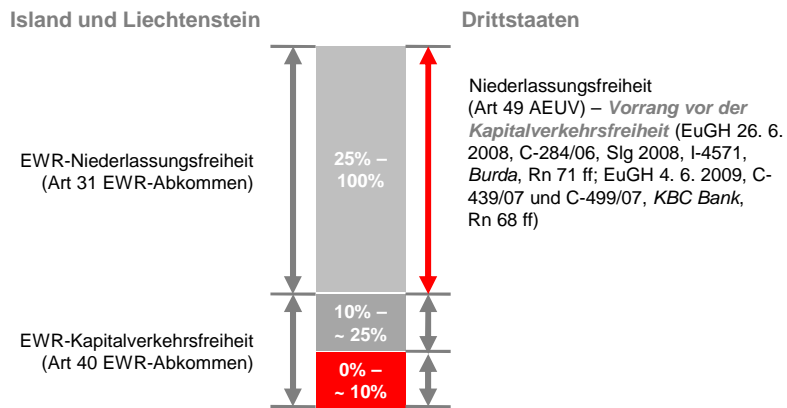 Island und Liechtenstein
Drittstaaten
EWR-Niederlassungsfreiheit
(Art 31 EWR-Abkommen)
25% –
100%
Niederlassungsfreiheit
(Art 49 AEUV) – Vorrang vor der
Kapitalverkehrsfreiheit (EuGH 26. 6.
2008, C-284/06, Slg 2008, I-4571,
Burda, Rn 71 ff; EuGH 4. 6. 2009, C-
439/07 und C-499/07, KBC Bank,
Rn 68 ff)
EWR-Kapitalverkehrsfreiheit
(Art 40 EWR-Abkommen)
10% –
~ 25%
0% –
~ 10%